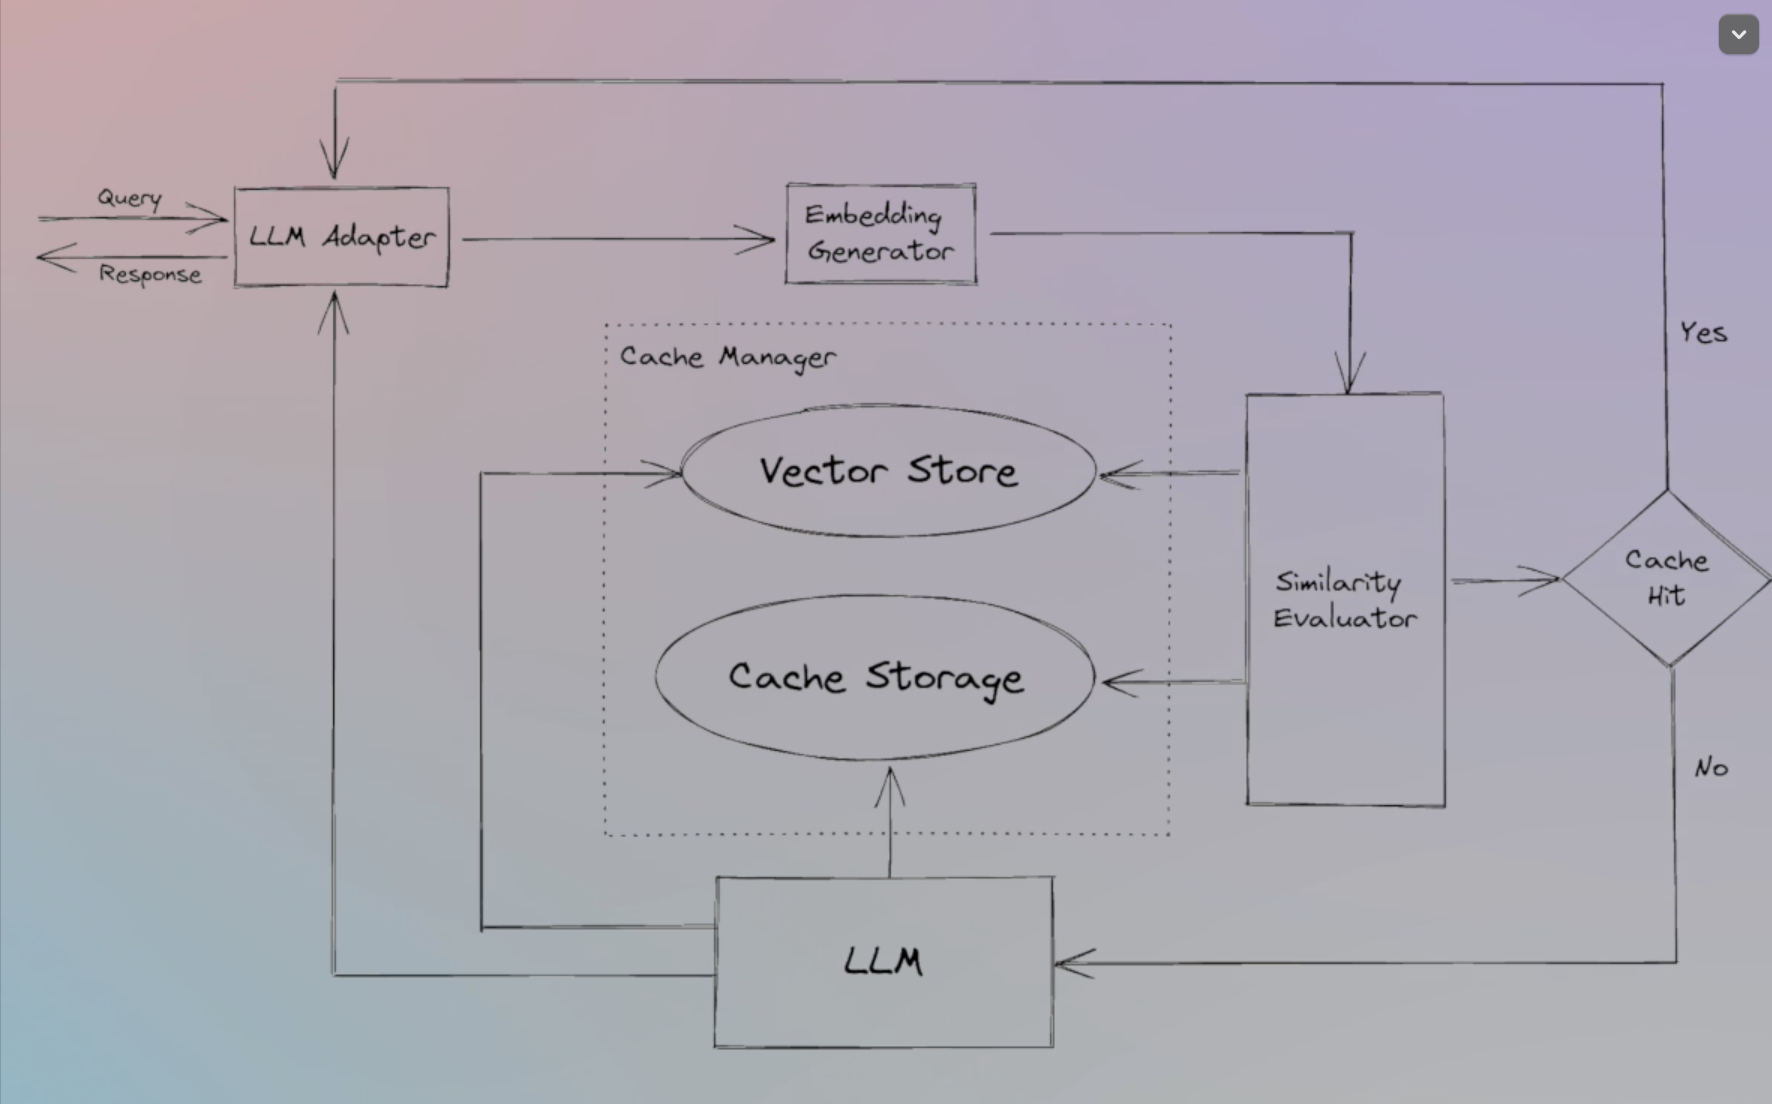 Query
LLM Adapter
Response
Embedding
Generator
Cache Manager
Yes
Vector Store
Similarity
Evaluator
Cache
Hit
Cache Storage
No
LLM